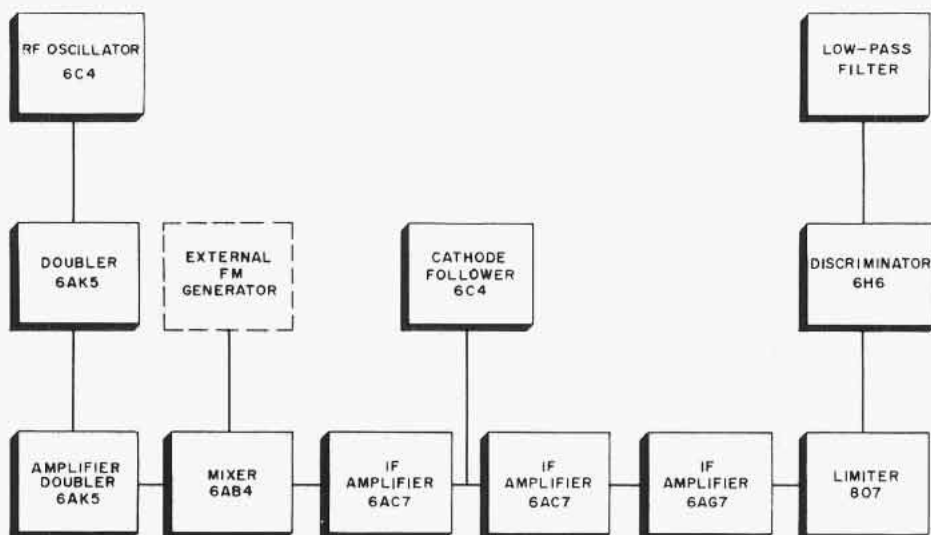 RF OSCILLATOR
6C4
LOW-PASS
FILTER
DOUBLER
6AK5
EXTERNAL
FM
GENERATOR
CATHODE
FOLLOWER
6C4
DISCRIMINATOR
6H6
AMPLIFIER
DOUBLER
6AK5
MIXER
6AB4
IF
AMPLIFIER
6AC7
IF
AMPLIFIER
6AC7
IF
AMPLIFIER
6AG7
LIMITER
807